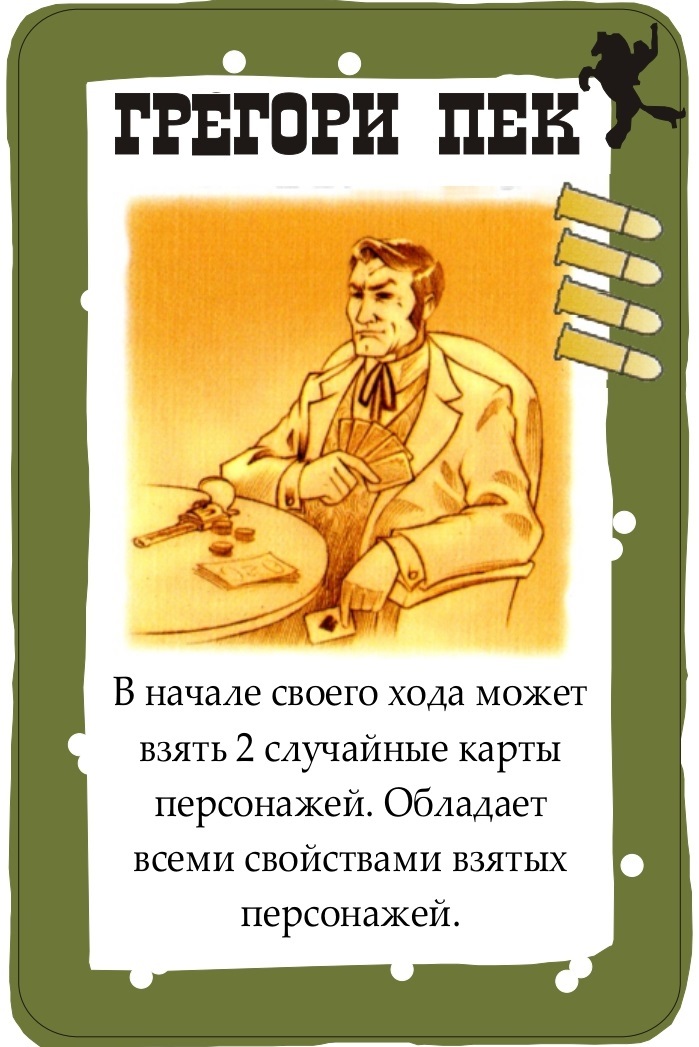 ГРЕГОРИ ПЕК
В начале своего хода может
взять 2 случайные карты
персонажей. Обладает
всеми свойствами взятых
персонажей.